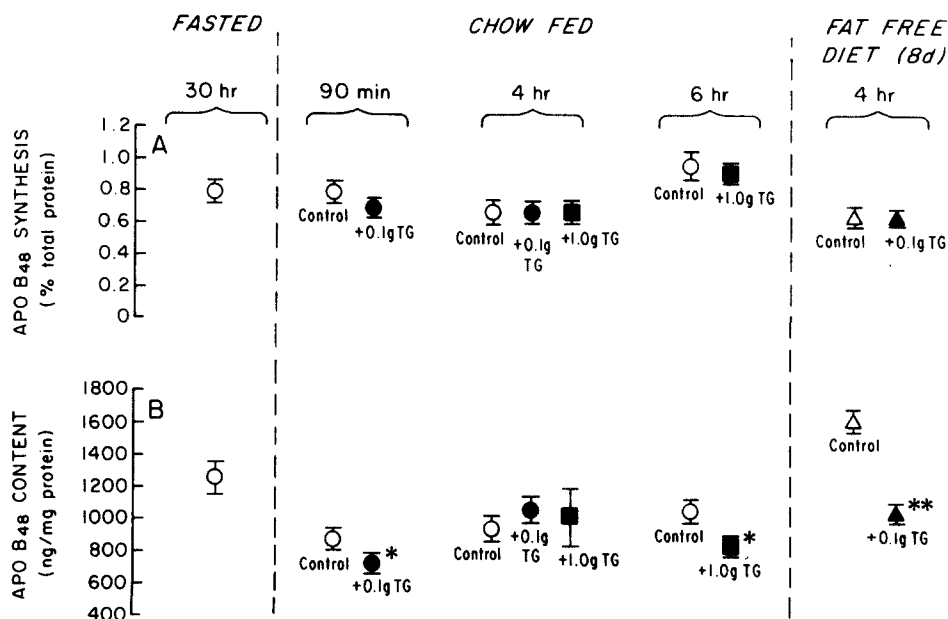 FASTED
CHOW FED
FAT FREE
DIET (8d)
30 hr
90 min
4 hr
6 hr
4 hr
APO B48 SYNTHESIS
(% total protein)
A
1.2
1.0
0.8
0.6
0.4
0.2
0
Control
+0.1g TG
Control
+0.1g
TG
+1.0g TG
Control
+1.0g TG
Control
+0.1g TG
APO B48 CONTENT
(ng/mg protein)
B
1800
1600
1400
1200
1000
800
600
400
Control
*
+0.1g TG
Control
+0.1g
TG
+1.0g TG
Control
*
+1.0g TG
Control
**
+0.1g TG